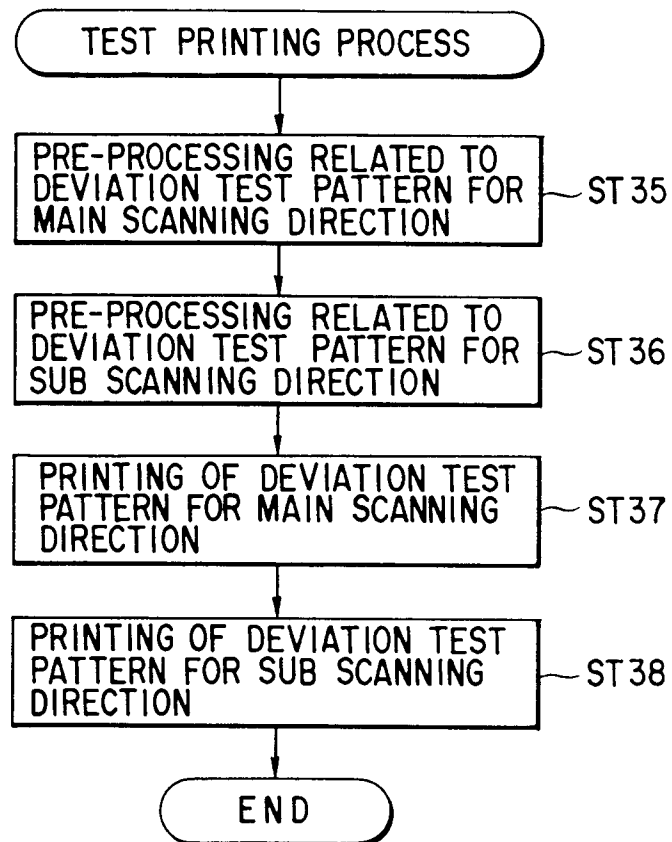 TEST PRINTING PROCESS
PRE-PROCESSING RELATED TO
DEVIATION TEST PATTERN FOR
MAIN SCANNING DIRECTION
ST35
PRE-PROCESSING RELATED TO
DEVIATION TEST PATTERN FOR
SUB SCANNING DIRECTION
ST36
PRINTING OF DEVIATION TEST
PATTERN FOR MAIN SCANNING
DIRECTION
ST37
PRINTING OF DEVIATION TEST
PATTERN FOR SUB SCANNING
DIRECTION
ST38
END